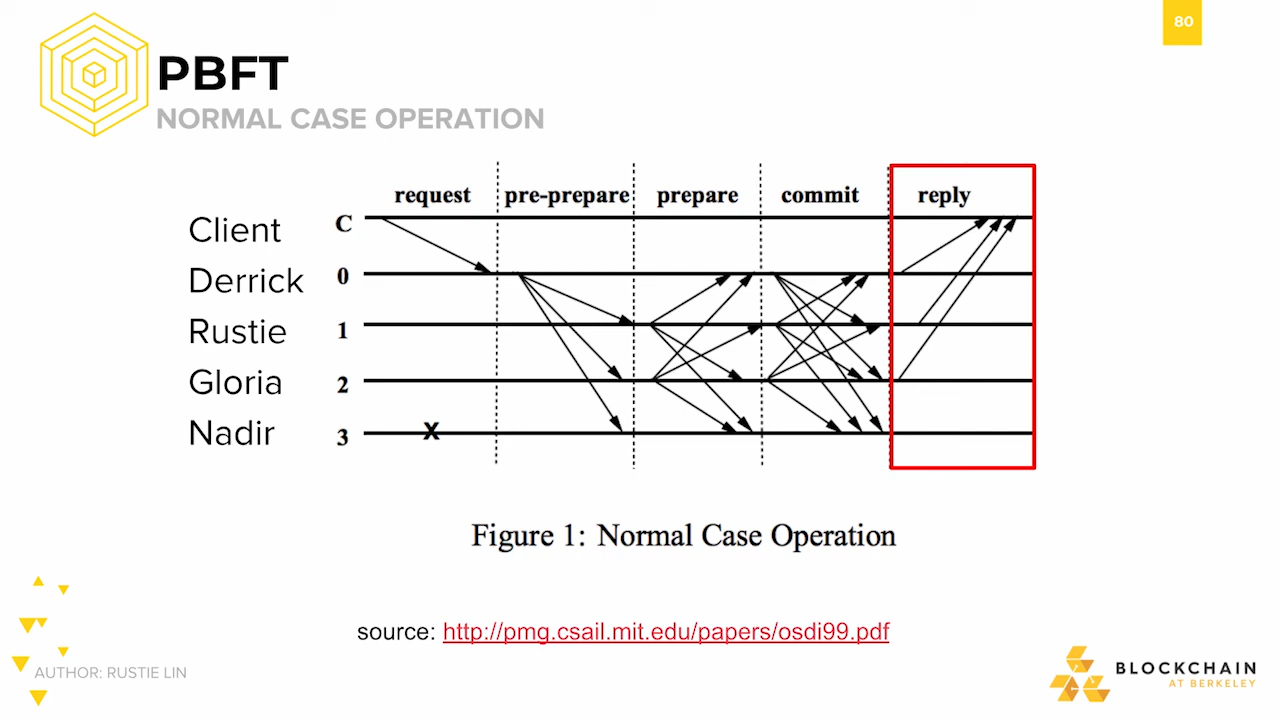 80
PBFT
NORMAL CASE OPERATION
request pre-prepare prepare commit reply
Client C
Derrick 0
Rustie 1
Gloria 2
Nadir 3
X
Figure 1: Normal Case Operation
source: http://pmg.csail.mit.edu/papers/osdi99.pdf
AUTHOR: RUSTIE LIN
BLOCKCHAIN
AT BERKELEY